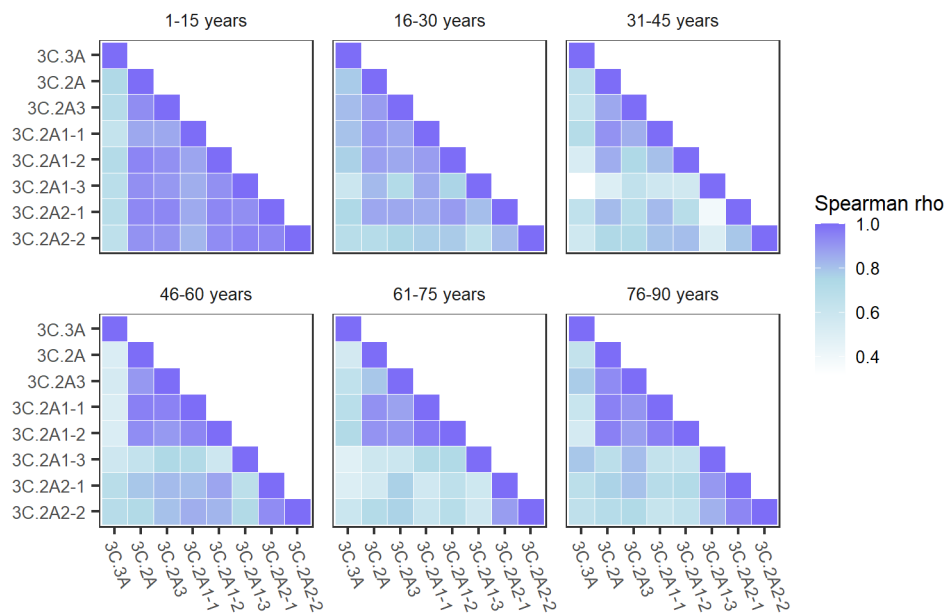 1-15 years
16-30 years
31-45 years
3C.3A
3C.2A
3C.2A3
3C.2A1-1
3C.2A1-2
3C.2A1-3
3C.2A2-1
3C.2A2-2
Spearman rho
1.0
0.8
0.6
0.4
46-60 years
61-75 years
76-90 years
3C.3A
3C.2A
3C.2A3
3C.2A1-1
3C.2A1-2
3C.2A1-3
3C.2A2-1
3C.2A2-2
3C.3A
3C.2A
3C.2A3
3C.2A1-1
3C.2A1-2
3C.2A1-3
3C.2A2-1
3C.2A2-2
3C.3A
3C.2A
3C.2A3
3C.2A1-1
3C.2A1-2
3C.2A1-3
3C.2A2-1
3C.2A2-2
3C.3A
3C.2A
3C.2A3
3C.2A1-1
3C.2A1-2
3C.2A1-3
3C.2A2-1
3C.2A2-2